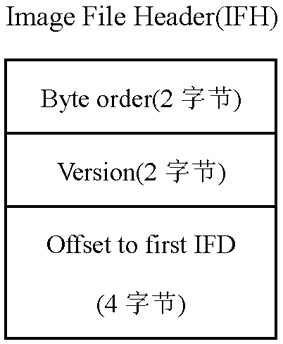 Image File Header(IFH)
Byte order(2 字节)
Version(2 字节)
Offset to first IFD
(4 字节)